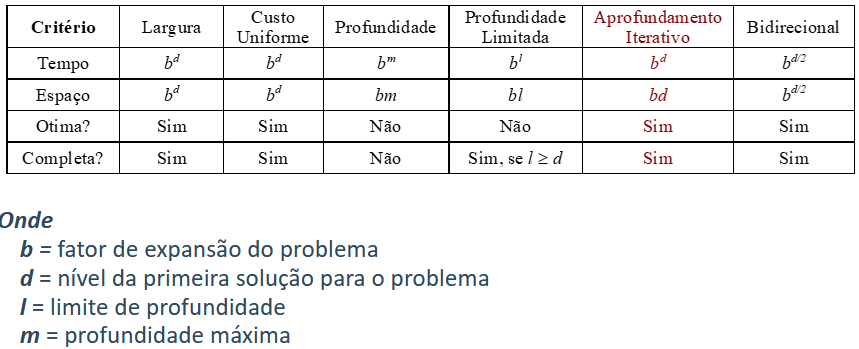 Critério Largura Custo Uniforme Profundidade Profundidade Limitada Aprofundamento Iterativo Bidirecional
Tempo b^d b^d b^m b^l b^d b^{d/2}
Espaço b^d b^d bm bl bd b^{d/2}
Otima? Sim Sim Não Não Sim Sim
Completa? Sim Sim Não Sim, se l ≥ d Sim Sim
Onde
b = fator de expansão do problema
d = nível da primeira solução para o problema
l = limite de profundidade
m = profundidade máxima